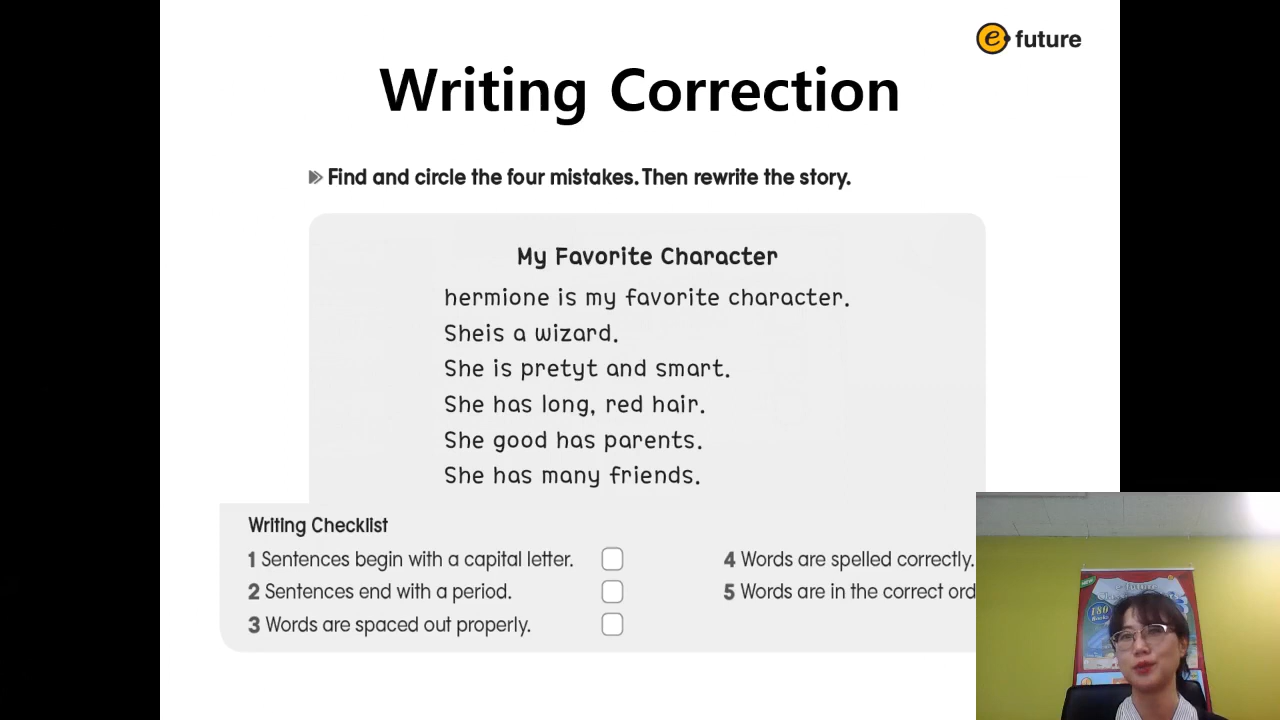 e future
Writing Correction
Find and circle the four mistakes. Then rewrite the story.
My Favorite Character
hermione is my favorite character.
Sheis a wizard.
She is pretyt and smart.
She has long, red hair.
She good has parents.
She has many friends.
Writing Checklist
1 Sentences begin with a capital letter.
2 Sentences end with a period.
3 Words are spaced out properly.
4 Words are spelled correctly.
5 Words are in the correct ord
180